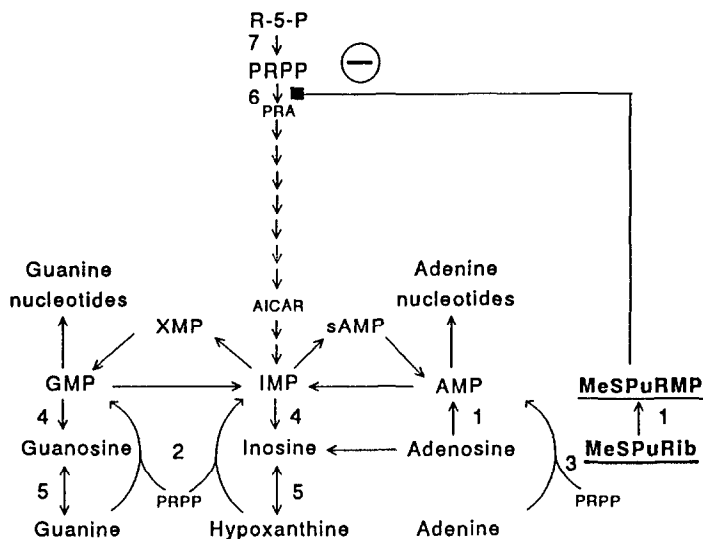 R-5-P
7
PRPP
6
PRA
Guanine nucleotides
Adenine nucleotides
AICAR
XMP
sAMP
GMP
IMP
AMP
MeSPuRMP
4
4
1
1
Guanosine
2
Inosine
Adenosine
MeSPuRib
3
5
5
PRPP
PRPP
Guanine
Hypoxanthine
Adenine